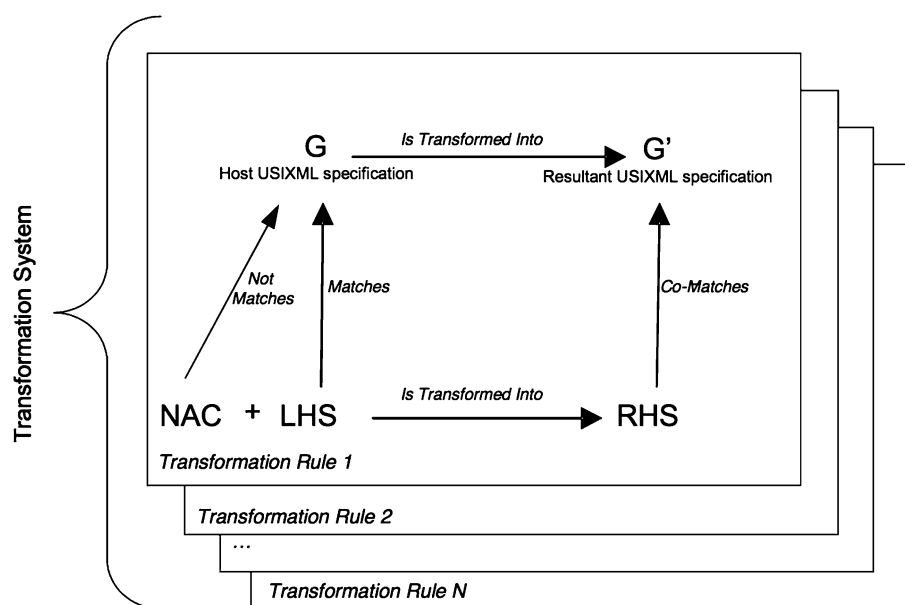 Transformation System
Is Transformed Into
G
G’
Host USIXML specification
Resultant USIXML specification
Not
Matches
Matches
Co-Matches
Is Transformed Into
NAC + LHS
RHS
Transformation Rule 1
Transformation Rule 2
...
Transformation Rule N